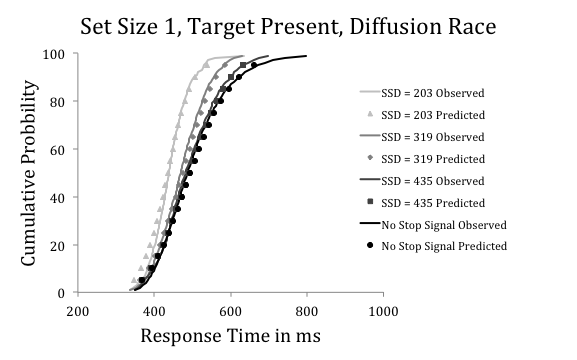 Set Size 1, Target Present, Diffusion Race
Cumulative Probbility
100
80
60
40
20
0
200
400
600
800
1000
Response Time in ms
SSD = 203 Observed
SSD = 203 Predicted
SSD = 319 Observed
SSD = 319 Predicted
SSD = 435 Observed
SSD = 435 Predicted
No Stop Signal Observed
No Stop Signal Predicted